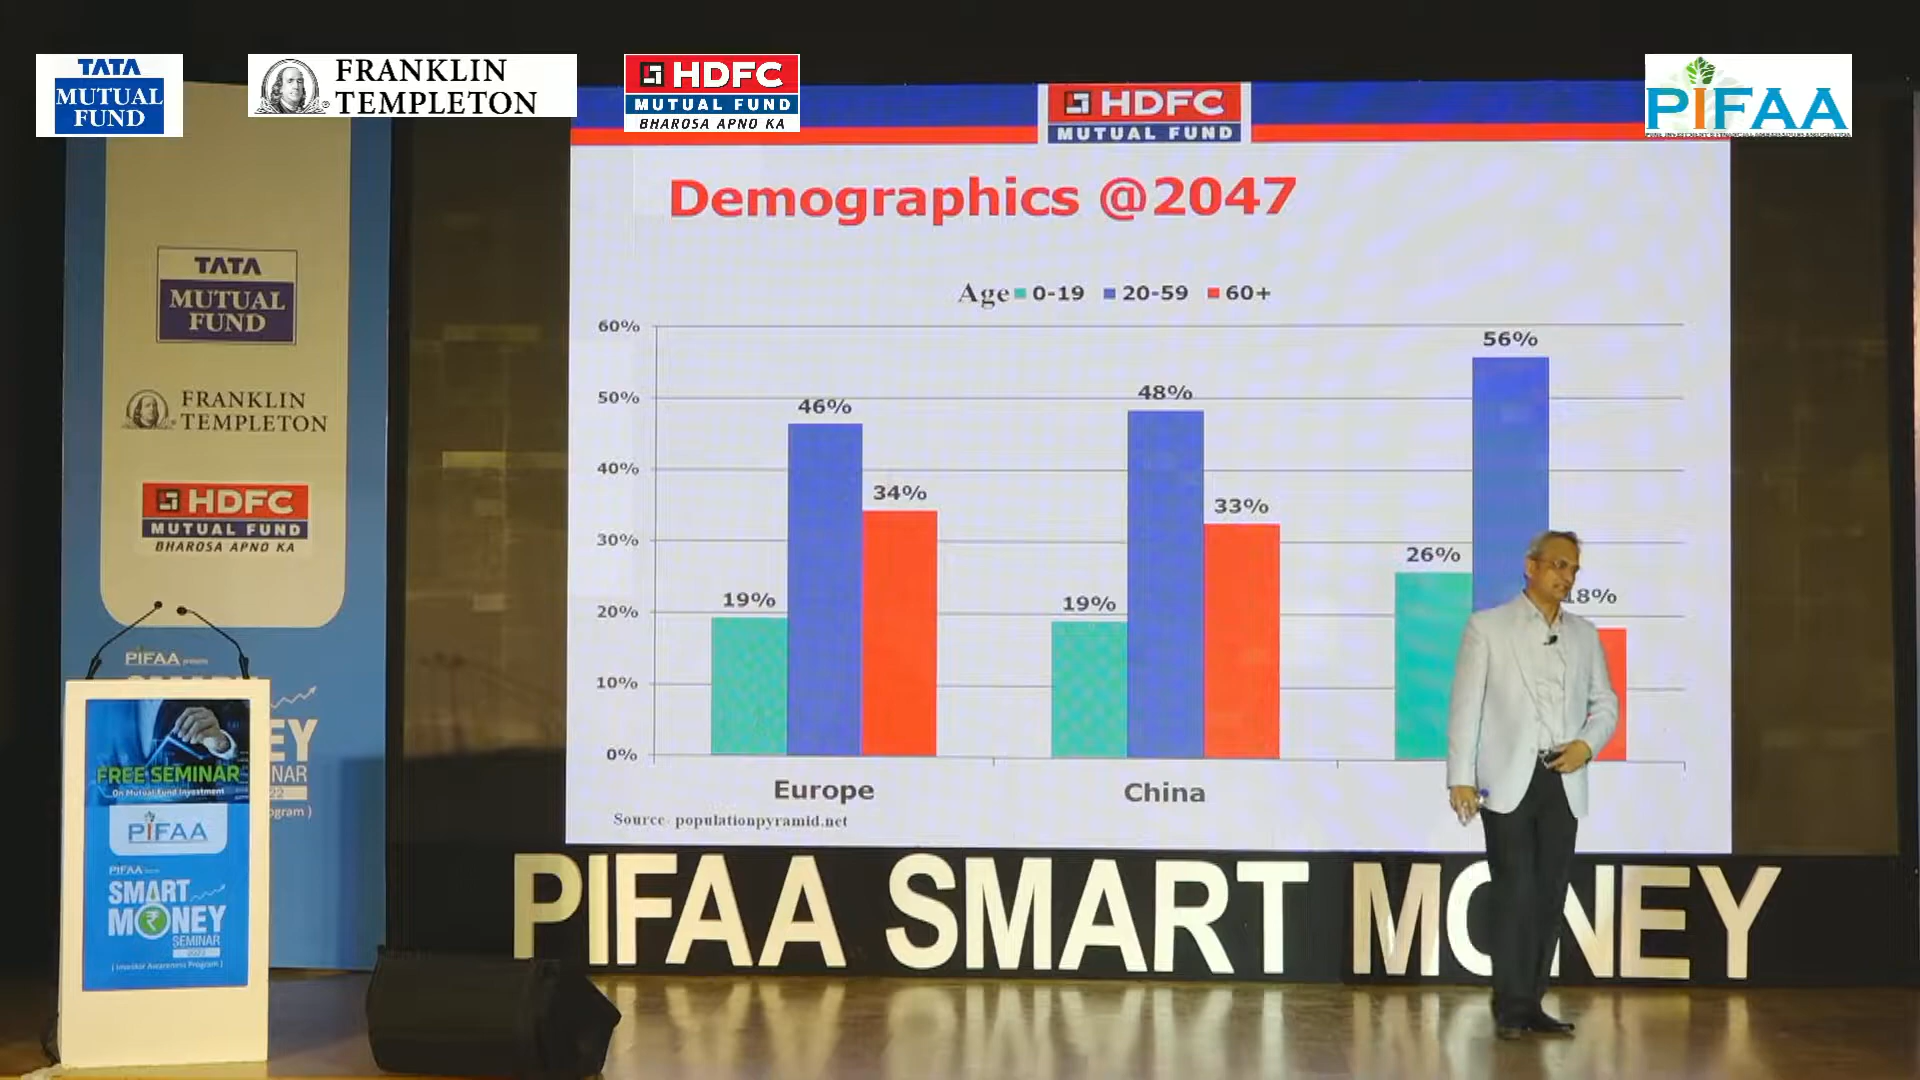 TATA
MUTUAL
FUND
FRANKLIN
TEMPLETON
HDFC
MUTUAL FUND
BHAROSA APNO KA
HDFC
MUTUAL FUND
PIFAA
TATA
MUTUAL
FUND
FRANKLIN
TEMPLETON
HDFC
MUTUAL FUND
BHAROSA APNO KA
Demographics @2047
Age 0-19 20-59 60+
60%
50%
40%
30%
20%
10%
0%
19%
46%
34%
19%
48%
33%
26%
56%
18%
Europe
China
Source: populationpyramid.net
PIFAA
FREE SEMINAR
On Mutual Fund Investment
PIFAA
PIFAA
SMART
MONEY
SEMINAR
( Investor Awareness Program )
PIFAA SMART MONEY